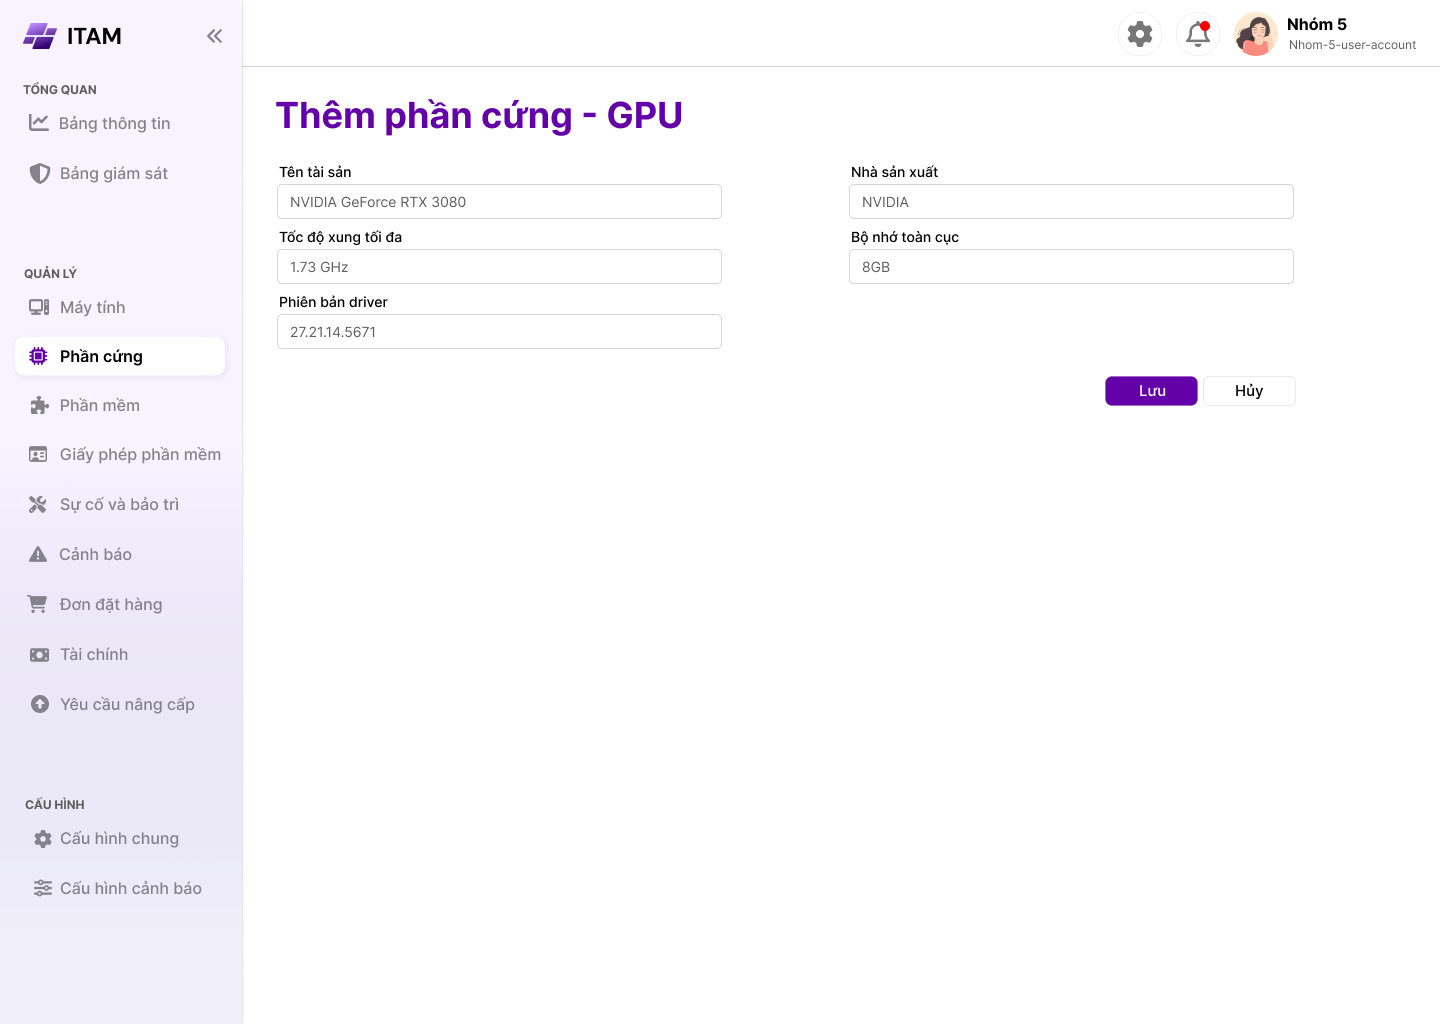 ITAM
Nhóm 5
Nhom-5-user-account
TỔNG QUAN
Bảng thông tin
Bảng giám sát
QUẢN LÝ
Máy tính
Phần cứng
Phần mềm
Giấy phép phần mềm
Sự cố và bảo trì
Cảnh báo
Đơn đặt hàng
Tài chính
Yêu cầu nâng cấp
CẤU HÌNH
Cấu hình chung
Cấu hình cảnh báo
Thêm phần cứng - GPU
Tên tài sản
NVIDIA GeForce RTX 3080
Nhà sản xuất
NVIDIA
Tốc độ xung tối đa
1.73 GHz
Bộ nhớ toàn cục
8GB
Phiên bản driver
27.21.14.5671
Lưu
Hủy